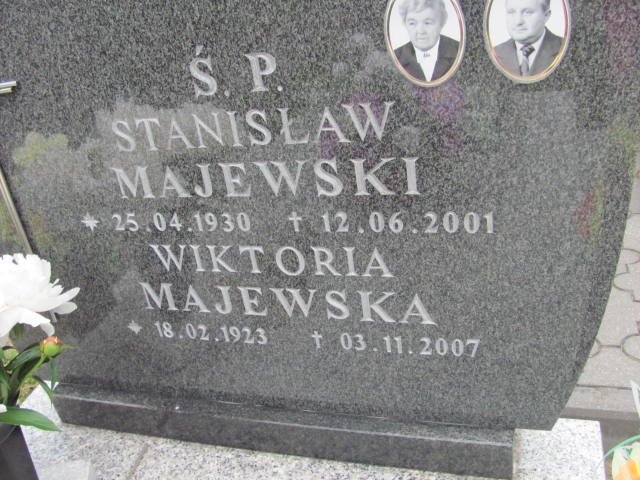 Ś. P.
STANISŁAW
MAJEWSKI
* 25.04.1930 † 12.06.2001
WIKTORIA
MAJEWSKA
* 18.02.1923 † 03.11.2007